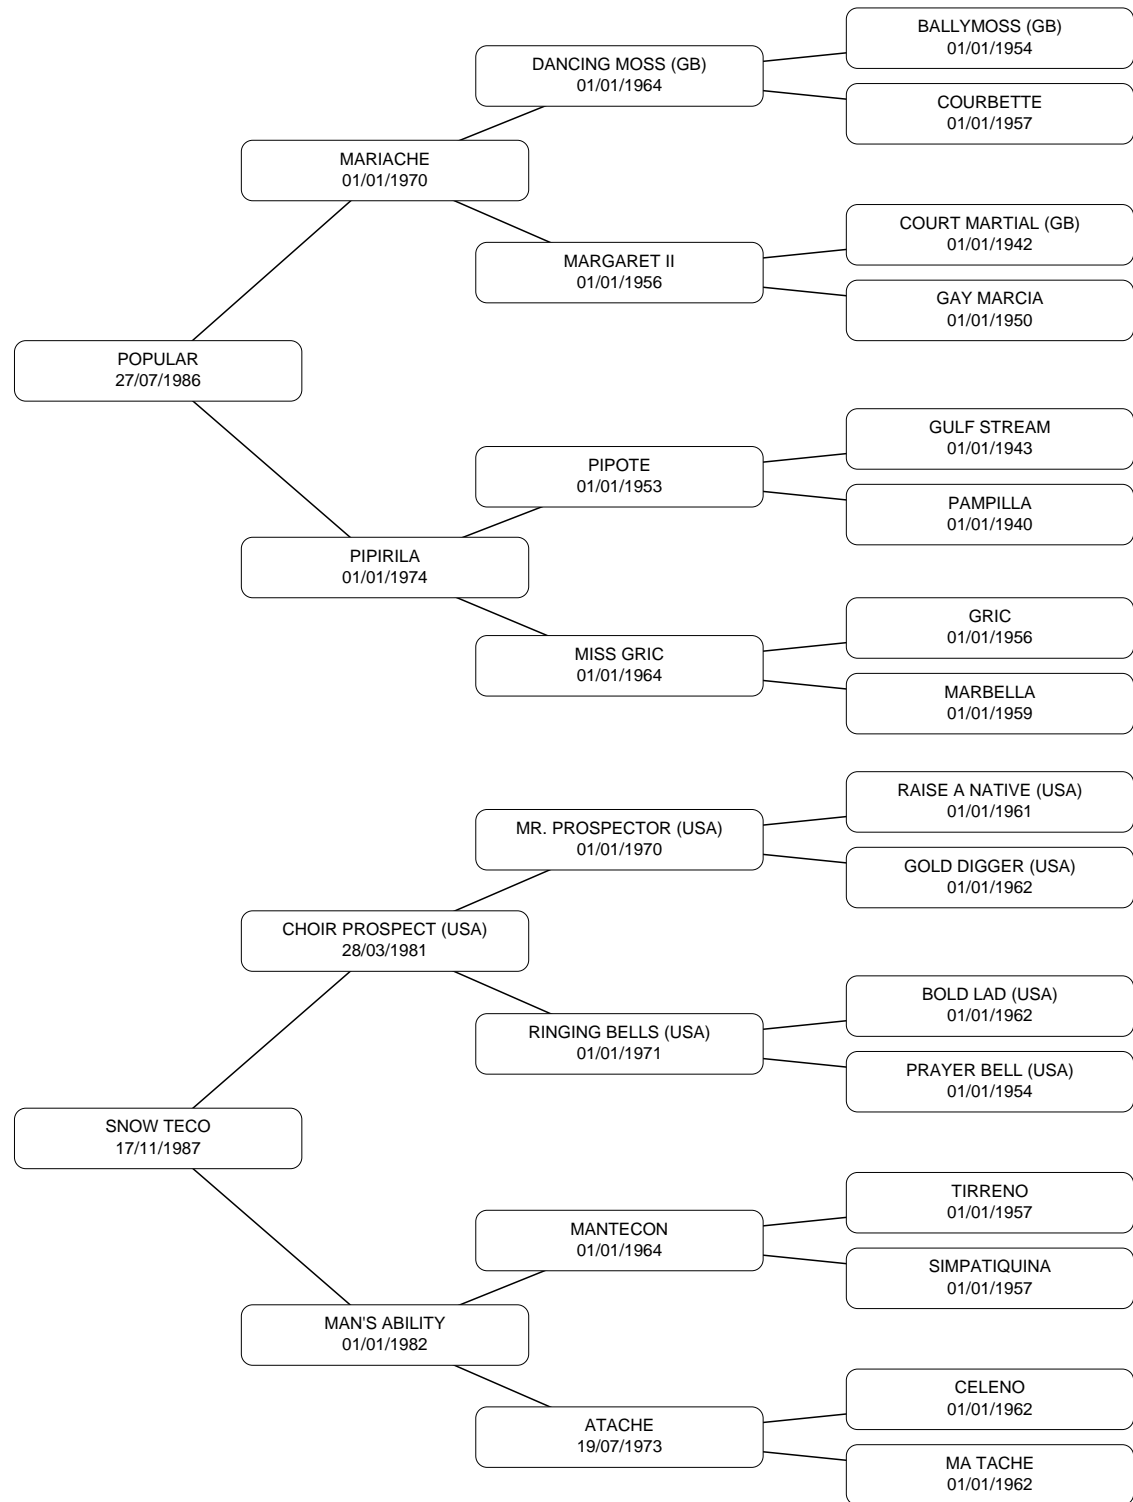 BALLYMOSS (GB)
01/01/1954
DANCING MOSS (GB)
01/01/1964
COURBETTE
01/01/1957
MARIACHE
01/01/1970
COURT MARTIAL (GB)
01/01/1942
MARGARET II
01/01/1956
GAY MARCIA
01/01/1950
POPULAR
27/07/1986
GULF STREAM
01/01/1943
PIPOTE
01/01/1953
PAMPILLA
01/01/1940
PIPIRILA
01/01/1974
GRIC
01/01/1956
MISS GRIC
01/01/1964
MARBELLA
01/01/1959
RAISE A NATIVE (USA)
01/01/1961
MR. PROSPECTOR (USA)
01/01/1970
GOLD DIGGER (USA)
01/01/1962
CHOIR PROSPECT (USA)
28/03/1981
BOLD LAD (USA)
01/01/1962
RINGING BELLS (USA)
01/01/1971
PRAYER BELL (USA)
01/01/1954
SNOW TECO
17/11/1987
TIRRENO
01/01/1957
MANTECON
01/01/1964
SIMPATIQUINA
01/01/1957
MAN'S ABILITY
01/01/1982
CELENO
01/01/1962
ATACHE
19/07/1973
MA TACHE
01/01/1962